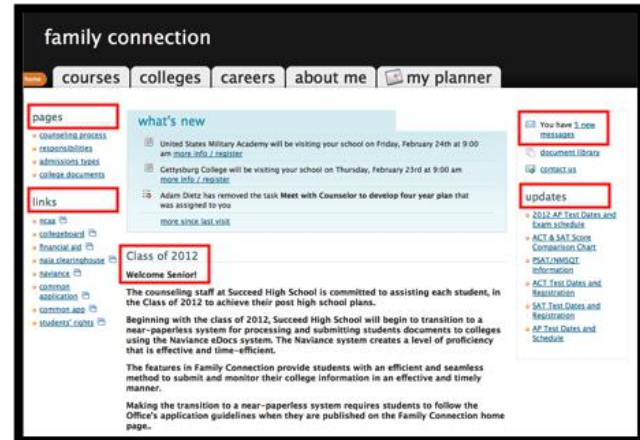 family connection
home
courses
colleges
careers
about me
my planner
pages
counseling process
responsibilities
admissions types
college documents
links
ncaa
collegeboard
financial aid
naia clearinghouse
naviance
common
application
common app
students' rights
what's new
United States Military Academy will be visiting your school on Friday, February 24th at 9:00
am more info / register
Gettysburg College will be visiting your school on Thursday, February 23rd at 9:00 am
more info / register
Adam Dietz has removed the task Meet with Counselor to develop four year plan that
was assigned to you
more since last visit
Class of 2012
Welcome Senior!
The counseling staff at Succeed High School is committed to assisting each student, in
the Class of 2012 to achieve their post high school plans.
Beginning with the class of 2012, Succeed High School will begin to transition to a
near-paperless system for processing and submitting students documents to colleges
using the Naviance eDocs system. The Naviance system creates a level of proficiency
that is effective and time-efficient.
The features in Family Connection provide students with an efficient and seamless
method to submit and monitor their college information in an effective and timely
manner.
Making the transition to a near-paperless system requires students to follow the
Office's application guidelines when they are published on the Family Connection home
page..
You have 5 new
messages
document library
contact us
updates
2012 AP Test Dates and
Exam schedule
ACT & SAT Score
Comparison Chart
PSAT/NMSQT
Information
ACT Test Dates and
Registration
SAT Test Dates and
Registration
AP Test Dates and
Schedule